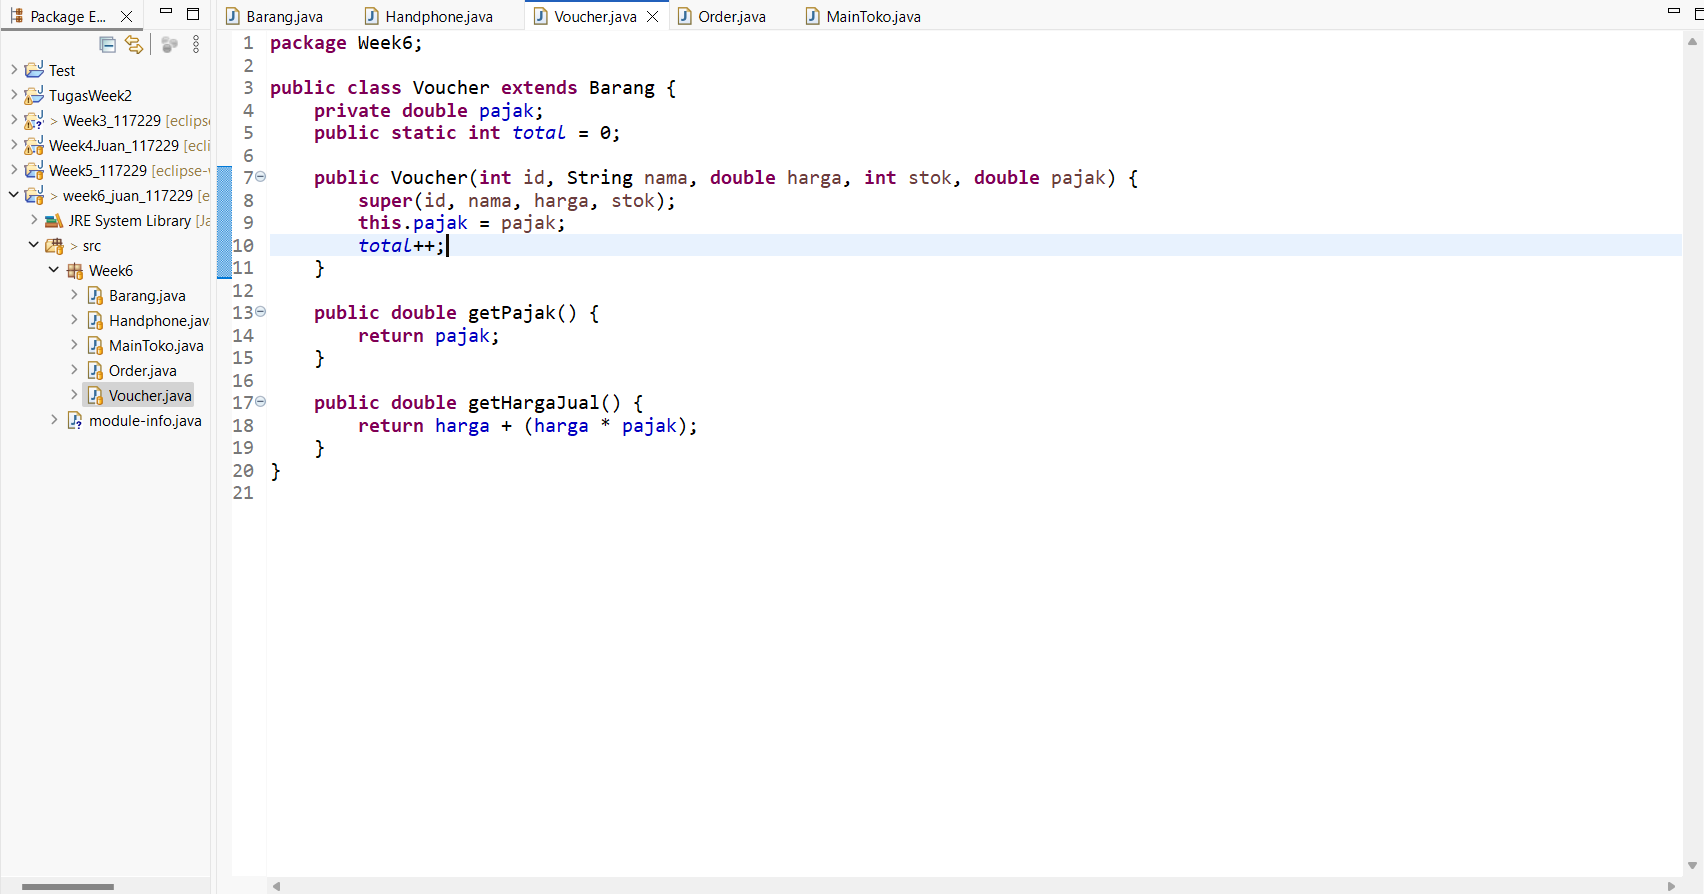 Package E...
Test
TugasWeek2
> Week3_117229 [eclips
Week4.Juan_117229 [ecli
Week5_117229 [eclipse-
> week6_juan_117229 [e
JRE System Library [Ja
> src
Week6
Barang.java
Handphone.jav
MainToko.java
Order.java
Voucher.java
module-info.java
Barang.java
Handphone.java
Voucher.java
Order.java
MainToko.java
1 package Week6;
2
3 public class Voucher extends Barang {
4     private double pajak;
5     public static int total = 0;
6
7     public Voucher(int id, String nama, double harga, int stok, double pajak) {
8         super(id, nama, harga, stok);
9         this.pajak = pajak;
10         total++;
11     }
12
13     public double getPajak() {
14         return pajak;
15     }
16
17     public double getHargaJual() {
18         return harga + (harga * pajak);
19     }
20 }
21